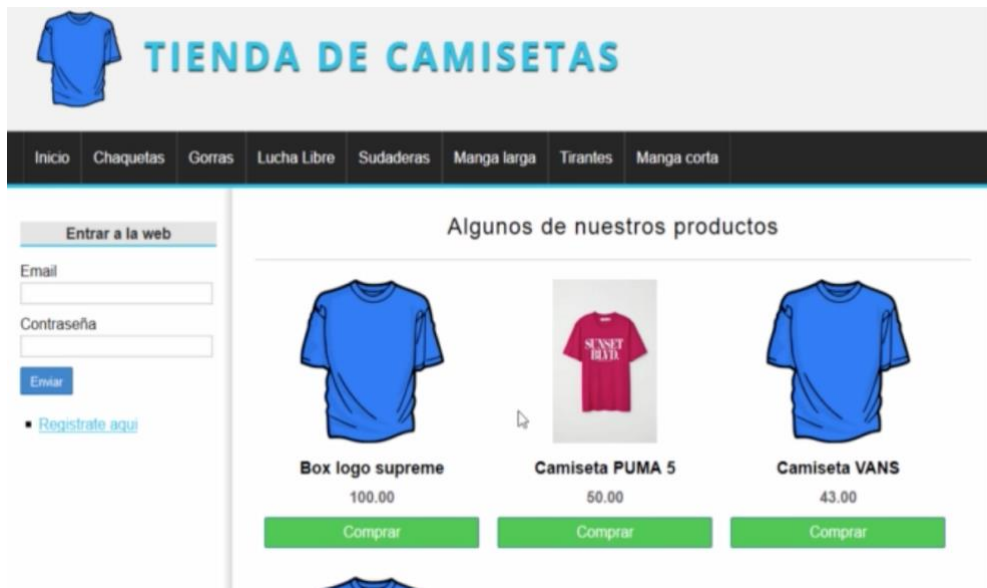 TIENDA DE CAMISETAS
Inicio Chaquetas Gorras Lucha Libre Sudaderas Manga larga Tirantes Manga corta
Entrar a la web
Email
Contraseña
Enviar
Registrate aqui
Algunos de nuestros productos
SUNSET
BLVD.
Box logo supreme
100.00
Comprar
Camiseta PUMA 5
50.00
Comprar
Camiseta VANS
43.00
Comprar